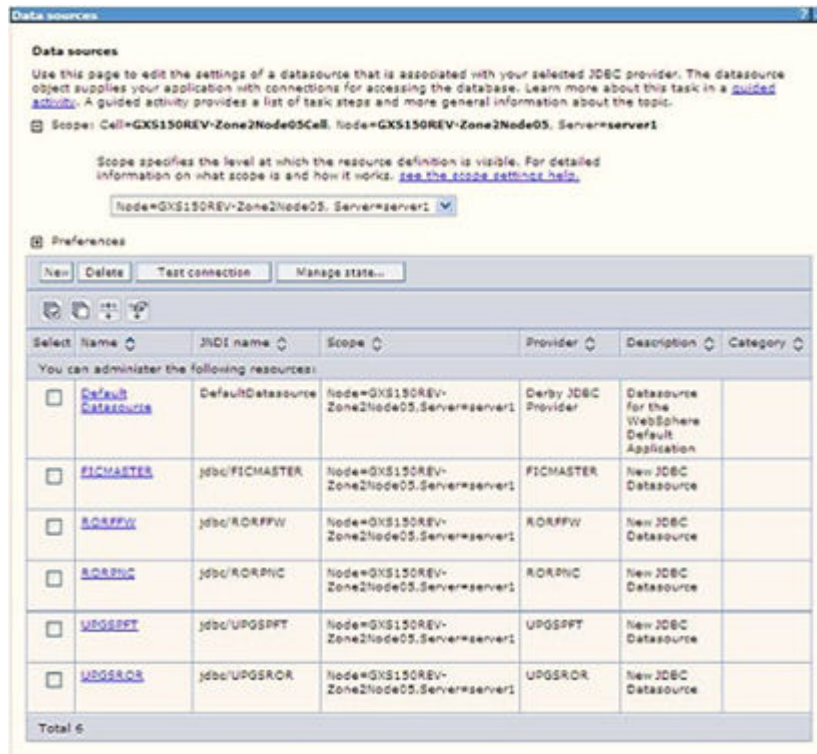 Data sources
?
Data sources
Use this page to edit the settings of a datasource that is associated with your selected JDBC provider. The datasource
object supplies your application with connections for accessing the database. Learn more about this task in a guided
activity. A guided activity provides a list of task steps and more general information about the topic.
Scope: Cell=GXS150REV-Zone2Node05Cell, Node=GXS150REV-Zone2Node05, Server=server1
Scope specifies the level at which the resource definition is visible. For detailed
information on what scope is and how it works, see the scope settings help.
Node=GXS150REV-Zone2Node05, Server=server1
Preferences
New Delete Test connection Manage state...
Select Name JNDI name Scope Provider Description Category
You can administer the following resources:
Default Datasource DefaultDatasource Node=GXS150REV-Zone2Node05,Server=server1 Derby JDBC Provider Datasource for the WebSphere Default Application
FICMASTER jdbc/FICMASTER Node=GXS150REV-Zone2Node05,Server=server1 FICMASTER New JDBC Datasource
RORFFW jdbc/RORFFW Node=GXS150REV-Zone2Node05,Server=server1 RORFFW New JDBC Datasource
RORPNC jdbc/RORPNC Node=GXS150REV-Zone2Node05,Server=server1 RORPNC New JDBC Datasource
UPGSPFT jdbc/UPGSPFT Node=GXS150REV-Zone2Node05,Server=server1 UPGSPFT New JDBC Datasource
UPGSROR jdbc/UPGSROR Node=GXS150REV-Zone2Node05,Server=server1 UPGSROR New JDBC Datasource
Total 6